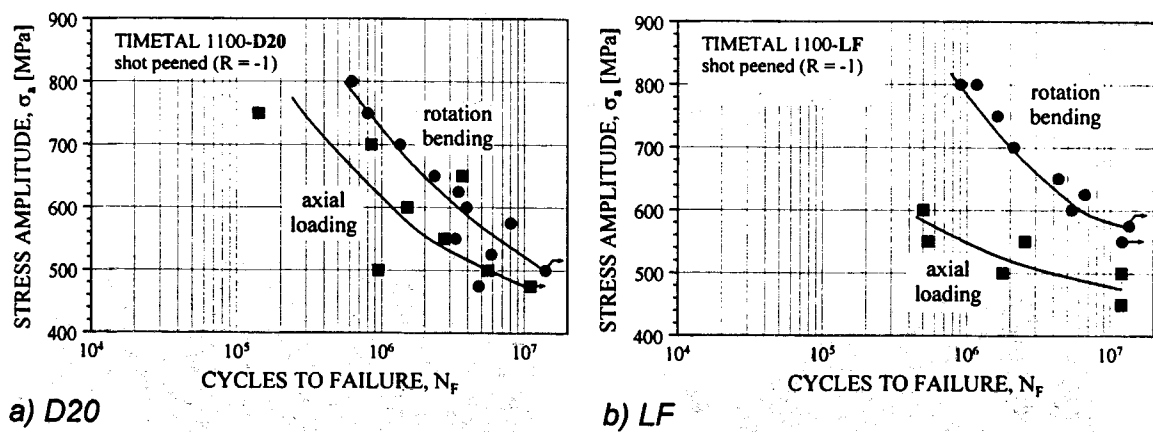 TIMETAL 1100-D20
shot peened (R = -1)
rotation
bending
axial
loading
STRESS AMPLITUDE, σa [MPa]
900
800
700
600
500
400
10^4
10^5
10^6
10^7
CYCLES TO FAILURE, NF
a) D20
TIMETAL 1100-LF
shot peened (R = -1)
rotation
bending
axial
loading
STRESS AMPLITUDE, σa [MPa]
900
800
700
600
500
400
10^4
10^5
10^6
10^7
CYCLES TO FAILURE, NF
b) LF